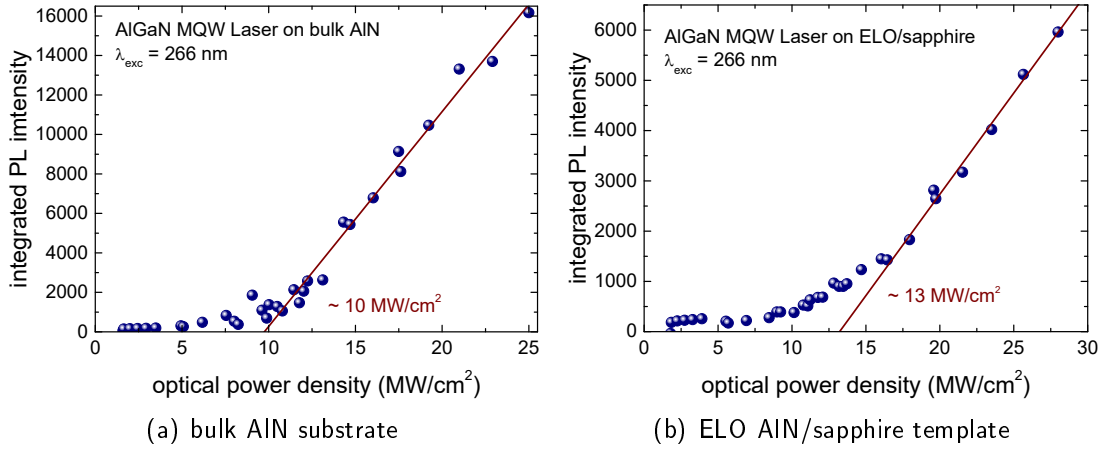 AlGaN MQW Laser on bulk AlN
λexc = 266 nm
integrated PL imtensity
16000
14000
12000
10000
8000
6000
4000
2000
0
~ 10 MW/cm²
0
5
10
15
20
25
optical power density (MW/cm²)
(a) bulk AlN substrate
AlGaN MQW Laser on ELO/sapphire
λexc = 266 nm
integrated PL intensity
6000
5000
4000
3000
2000
1000
0
~ 13 MW/cm²
0
5
10
15
20
25
30
optical power density (MW/cm²)
(b) ELO AlN/sapphire template